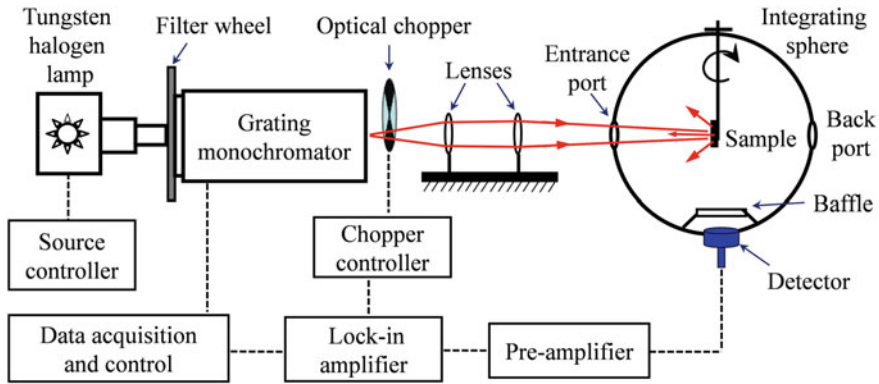 Tungsten
halogen
lamp
Filter wheel
Optical chopper
Integrating
sphere
Entrance
port
Lenses
Grating
monochromator
Sample
Back
port
Baffle
Source
controller
Chopper
controller
Detector
Data acquisition
and control
Lock-in
amplifier
Pre-amplifier